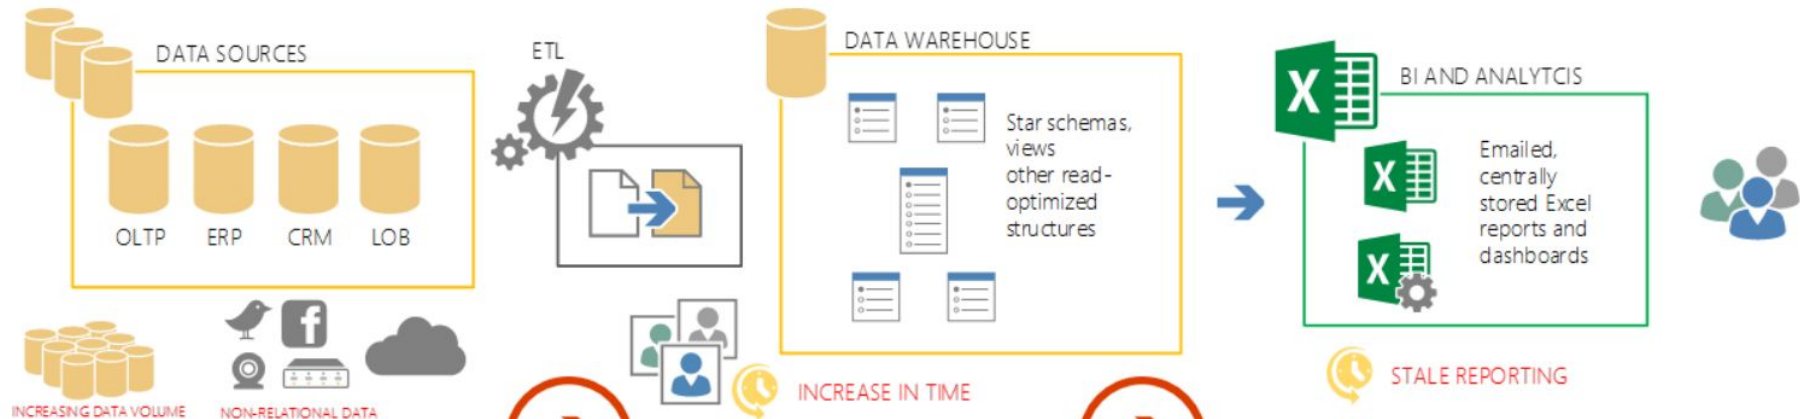 DATA SOURCES
OLTP
ERP
CRM
LOB
INCREASING DATA VOLUME
NON-RELATIONAL DATA
ETL
INCREASE IN TIME
DATA WAREHOUSE
Star schemas,
views
other read-
optimized
structures
BI AND ANALYTCIS
Emailed,
centrally
stored Excel
reports and
dashboards
STALE REPORTING